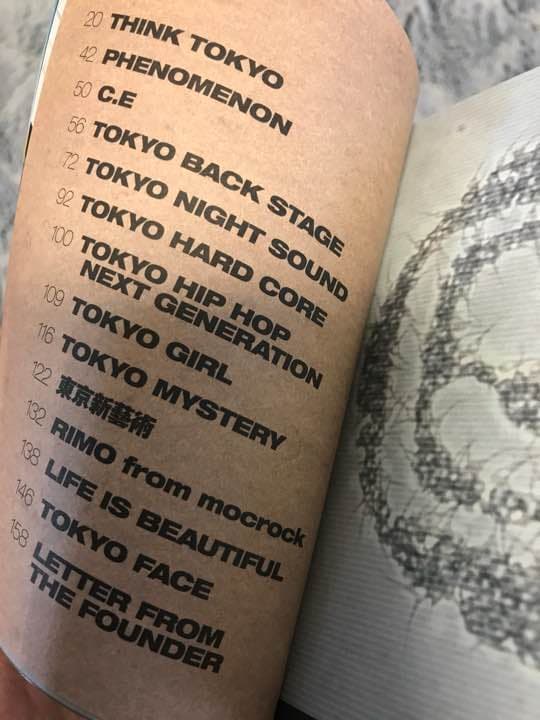 20 THINK TOKYO
42 PHENOMENON
50 C.E
56 TOKYO BACK STAGE
72 TOKYO NIGHT SOUND
92 TOKYO HARD CORE
100 TOKYO HIP HOP
NEXT GENERATION
109 TOKYO GIRL
116 TOKYO MYSTERY
122 東京新藝術
132 RIMO from mocrock
138 LIFE IS BEAUTIFUL
146 TOKYO FACE
158 LETTER FROM
THE FOUNDER